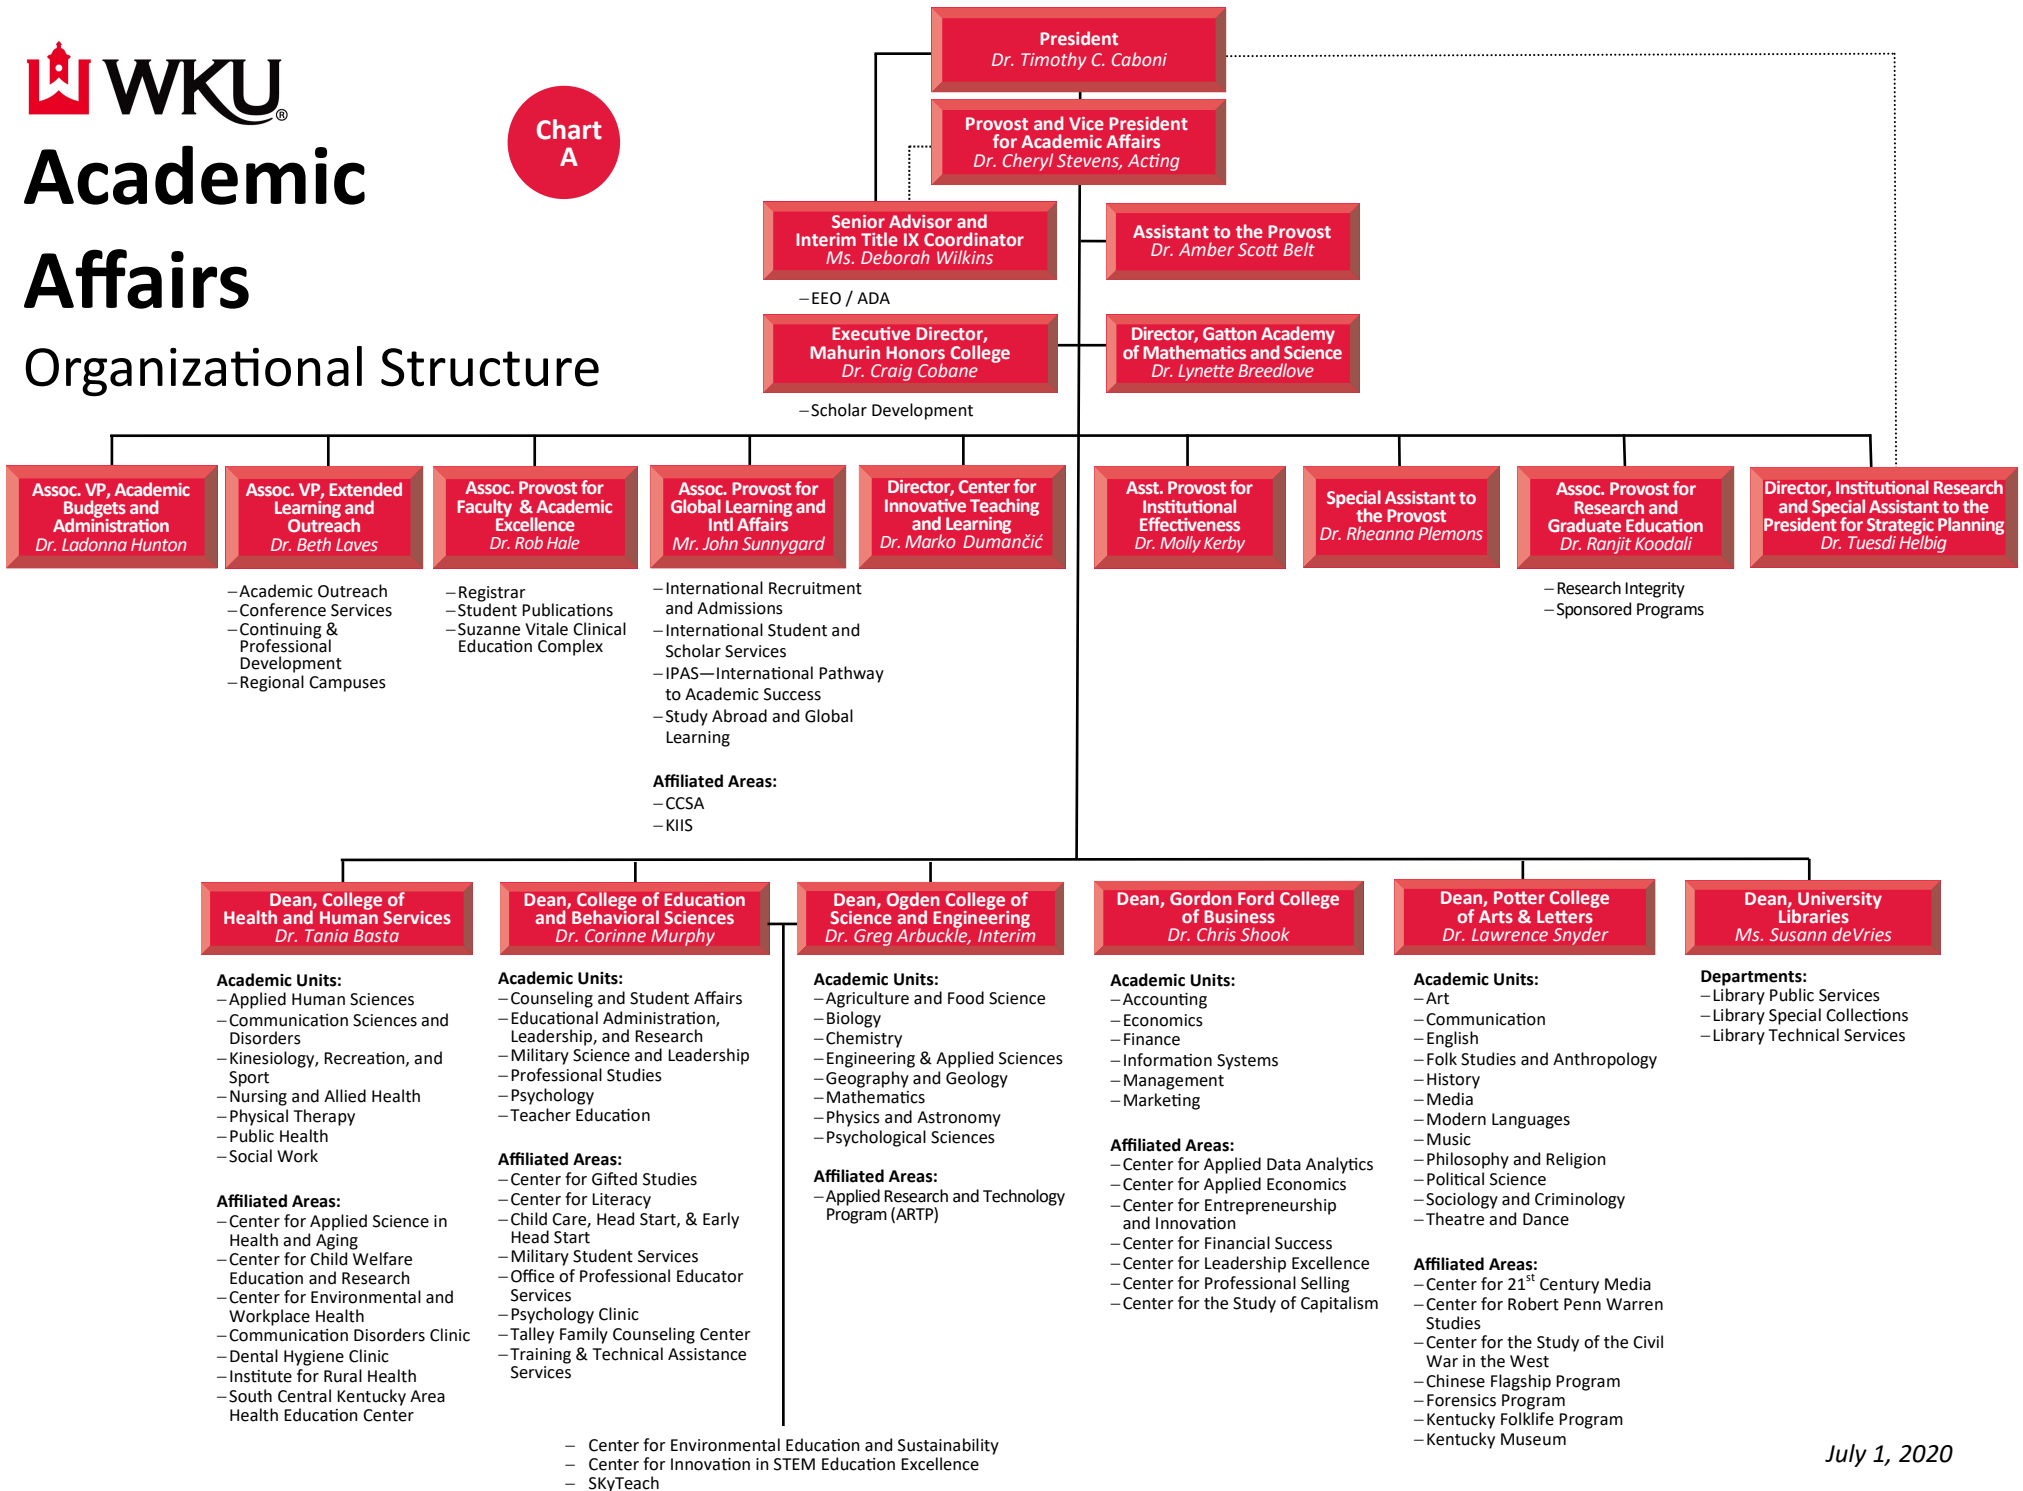 WKU®
Academic
Affairs
Organizational Structure
Chart
A
President
Dr. Timothy C. Caboni
Provost and Vice President
for Academic Affairs
Dr. Cheryl Stevens, Acting
Senior Advisor and
Interim Title IX Coordinator
Ms. Deborah Wilkins
–EEO / ADA
Assistant to the Provost
Dr. Amber Scott Belt
Executive Director,
Mahurin Honors College
Dr. Craig Cobane
–Scholar Development
Director, Gatton Academy
of Mathematics and Science
Dr. Lynette Breedlove
Assoc. VP, Academic
Budgets and
Administration
Dr. Ladonna Hunton
Assoc. VP, Extended
Learning and
Outreach
Dr. Beth Laves
–Academic Outreach
–Conference Services
–Continuing &
Professional
Development
–Regional Campuses
Assoc. Provost for
Faculty & Academic
Excellence
Dr. Rob Hale
–Registrar
–Student Publications
–Suzanne Vitale Clinical
Education Complex
Assoc. Provost for
Global Learning and
Intl Affairs
Mr. John Sunnygard
–International Recruitment
and Admissions
–International Student and
Scholar Services
–IPAS—International Pathway
to Academic Success
–Study Abroad and Global
Learning
Affiliated Areas:
–CCSA
–KIIS
Director, Center for
Innovative Teaching
and Learning
Dr. Marko Dumančić
Asst. Provost for
Institutional
Effectiveness
Dr. Molly Kerby
Special Assistant to
the Provost
Dr. Rheanna Plemons
Assoc. Provost for
Research and
Graduate Education
Dr. Ranjit Koodali
–Research Integrity
–Sponsored Programs
Director, Institutional Research
and Special Assistant to the
President for Strategic Planning
Dr. Tuesdi Helbig
Dean, College of
Health and Human Services
Dr. Tania Basta
Academic Units:
–Applied Human Sciences
–Communication Sciences and
Disorders
–Kinesiology, Recreation, and
Sport
–Nursing and Allied Health
–Physical Therapy
–Public Health
–Social Work
Affiliated Areas:
–Center for Applied Science in
Health and Aging
–Center for Child Welfare
Education and Research
–Center for Environmental and
Workplace Health
–Communication Disorders Clinic
–Dental Hygiene Clinic
–Institute for Rural Health
–South Central Kentucky Area
Health Education Center
Dean, College of Education
and Behavioral Sciences
Dr. Corinne Murphy
Academic Units:
–Counseling and Student Affairs
–Educational Administration,
Leadership, and Research
–Military Science and Leadership
–Professional Studies
–Psychology
–Teacher Education
Affiliated Areas:
–Center for Gifted Studies
–Center for Literacy
–Child Care, Head Start, & Early
Head Start
–Military Student Services
–Office of Professional Educator
Services
–Psychology Clinic
–Talley Family Counseling Center
–Training & Technical Assistance
Services
Dean, Ogden College of
Science and Engineering
Dr. Greg Arbuckle, Interim
Academic Units:
–Agriculture and Food Science
–Biology
–Chemistry
–Engineering & Applied Sciences
–Geography and Geology
–Mathematics
–Physics and Astronomy
–Psychological Sciences
Affiliated Areas:
–Applied Research and Technology
Program (ARTP)
– Center for Environmental Education and Sustainability
– Center for Innovation in STEM Education Excellence
– SKyTeach
Dean, Gordon Ford College
of Business
Dr. Chris Shook
Academic Units:
–Accounting
–Economics
–Finance
–Information Systems
–Management
–Marketing
Affiliated Areas:
–Center for Applied Data Analytics
–Center for Applied Economics
–Center for Entrepreneurship
and Innovation
–Center for Financial Success
–Center for Leadership Excellence
–Center for Professional Selling
–Center for the Study of Capitalism
Dean, Potter College
of Arts & Letters
Dr. Lawrence Snyder
Academic Units:
–Art
–Communication
–English
–Folk Studies and Anthropology
–History
–Media
–Modern Languages
–Music
–Philosophy and Religion
–Political Science
–Sociology and Criminology
–Theatre and Dance
Affiliated Areas:
–Center for 21st Century Media
–Center for Robert Penn Warren
Studies
–Center for the Study of the Civil
War in the West
–Chinese Flagship Program
–Forensics Program
–Kentucky Folklife Program
–Kentucky Museum
Dean, University
Libraries
Ms. Susann deVries
Departments:
–Library Public Services
–Library Special Collections
–Library Technical Services
July 1, 2020